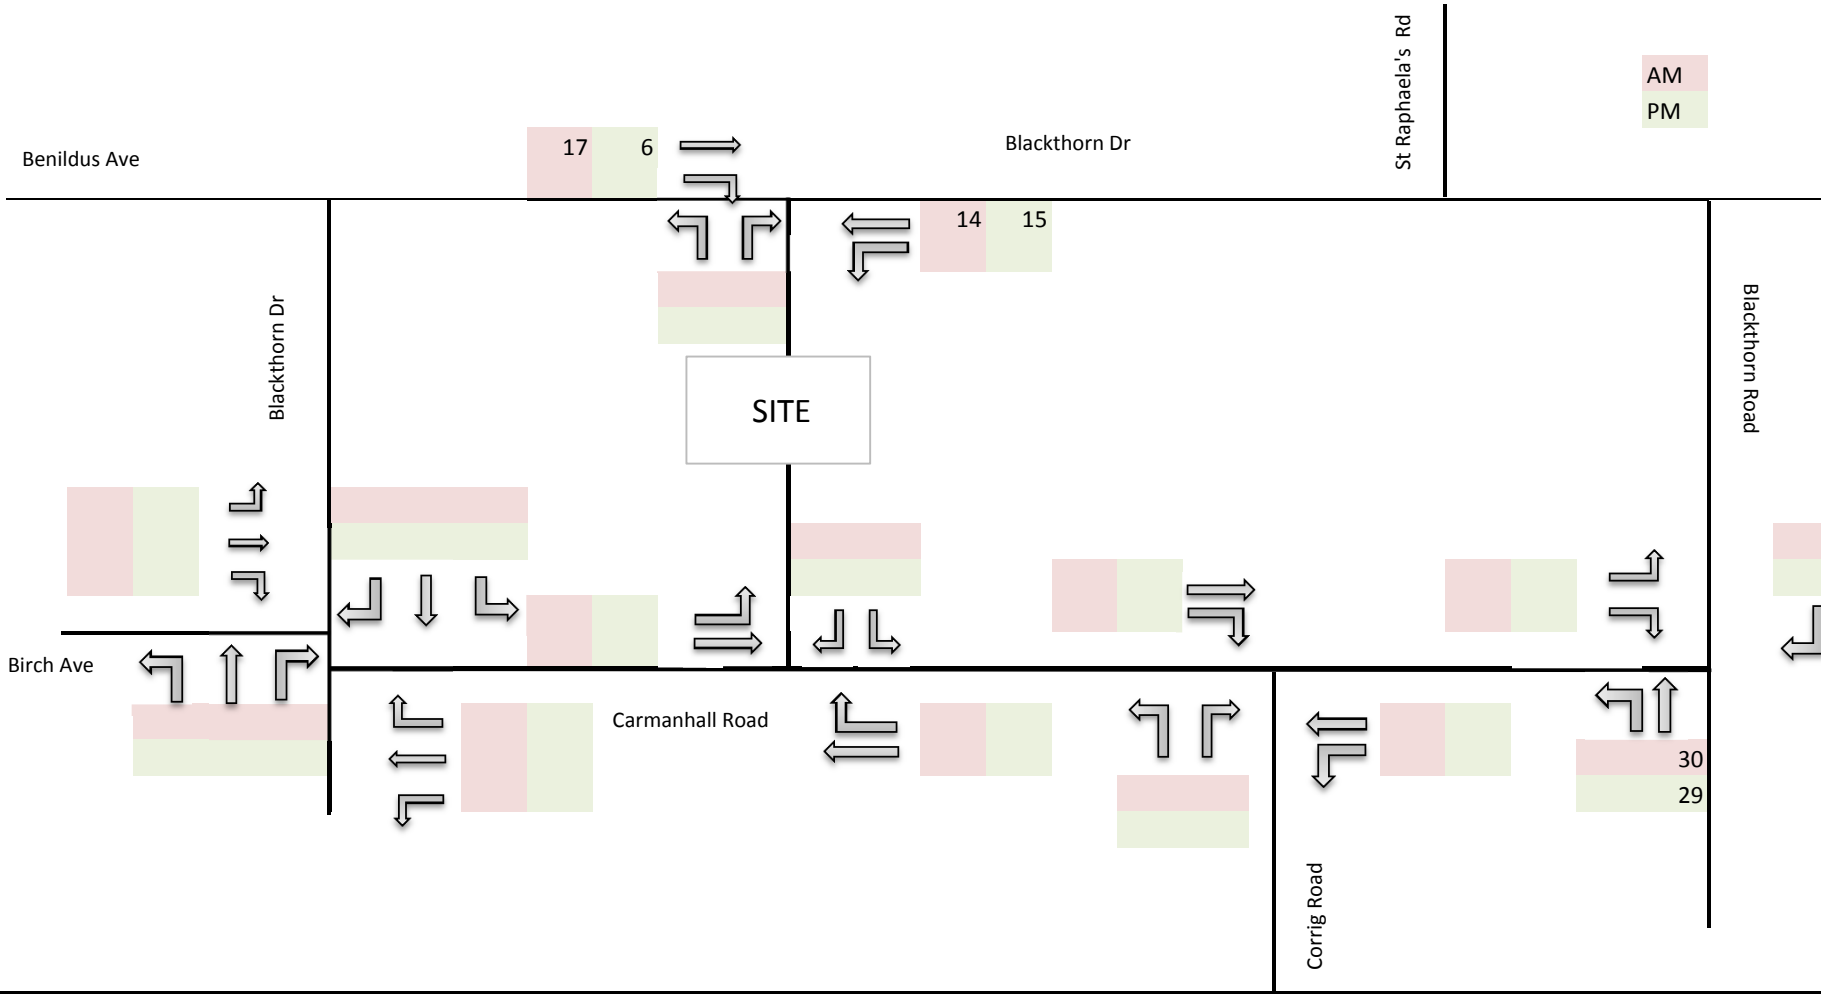 St Raphaela's Rd
AM
PM
Benildus Ave
17 6
Blackthorn Dr
14 15
Blackthorn Dr
Blackthorn Road
SITE
Birch Ave
Carmanhall Road
30
29
Corrig Road